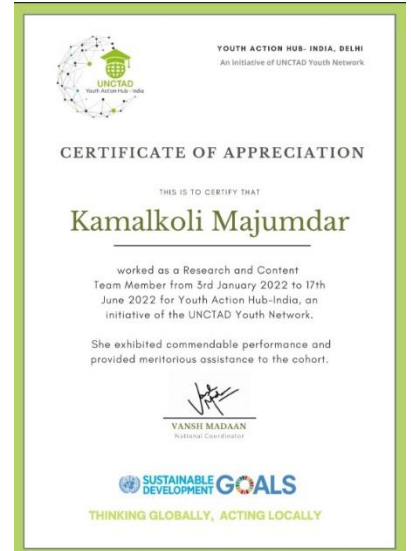 UNCTAD
Youth Action Hub - India
YOUTH ACTION HUB- INDIA, DELHI
An initiative of UNCTAD Youth Network
CERTIFICATE OF APPRECIATION
THIS IS TO CERTIFY THAT
Kamalkoli Majumdar
worked as a Research and Content
Team Member from 3rd January 2022 to 17th
June 2022 for Youth Action Hub-India, an
initiative of the UNCTAD Youth Network.
She exhibited commendable performance and
provided meritorious assistance to the cohort.
VANSH MADAAN
National Coordinator
SUSTAINABLE
DEVELOPMENT GOALS
THINKING GLOBALLY, ACTING LOCALLY